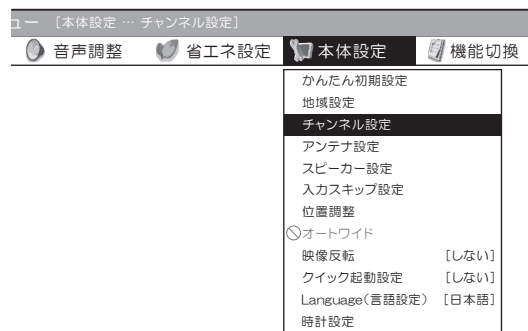 ュー [本体設定 … チャンネル設定]
音声調整 省エネ設定 本体設定 機能切換
かんたん初期設定
地域設定
チャンネル設定
アンテナ設定
スピーカー設定
入力スキップ設定
位置調整
オートワイド
映像反転 [しない]
クイック起動設定 [しない]
Language(言語設定) [日本語]
時計設定